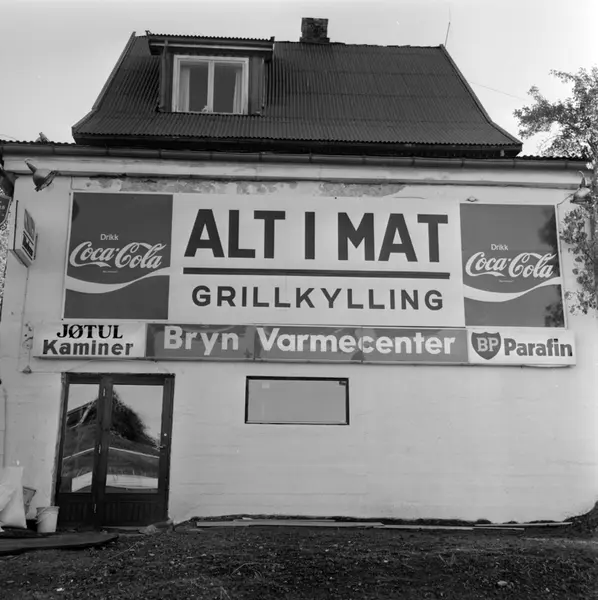 Drikk
Coca-Cola
ALT I MAT
GRILLKYLLING
Drikk
Coca-Cola
JØTUL
Kaminer
Bryn Varmecenter
BP Parafin